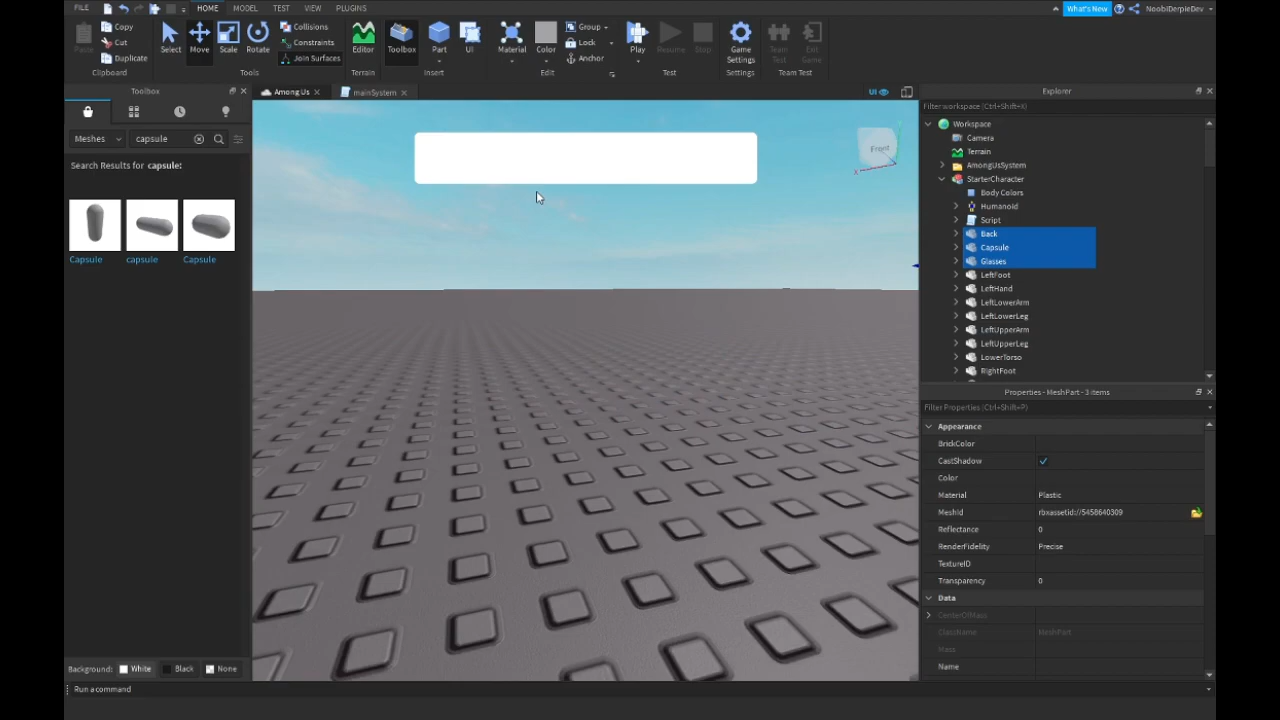 FILE HOME MODEL TEST VIEW PLUGINS What's New NoobiDerpieDev
Copy Collisions Group
Paste Cut Select Move Scale Rotate Constraints Editor Toolbox Part UI Material Color Lock Play Resume Stop Game Settings Team Test Exit Game
Duplicate Join Surfaces Anchor
Clipboard Tools Terrain Insert Edit Test Settings Team Test
Toolbox Among Us mainSystem UI Explorer
Filter workspace (Ctrl+Shift+X)
Meshes capsule
Search Results for capsule:
Capsule capsule Capsule
Front
X
Workspace
Camera
Terrain
AmongUsSystem
StarterCharacter
Body Colors
Humanoid
Script
Back
Capsule
Glasses
LeftFoot
LeftHand
LeftLowerArm
LeftLowerLeg
LeftUpperArm
LeftUpperLeg
LowerTorso
RightFoot
Properties - MeshPart - 3 items
Filter Properties (Ctrl+Shift+P)
Appearance
BrickColor
CastShadow
Color
Material Plastic
MeshId rbxassetid://5458640309
Reflectance 0
RenderFidelity Precise
TextureID
Transparency 0
Data
CenterOfMass
ClassName MeshPart
Mass
Name
Background: White Black None
Run a command